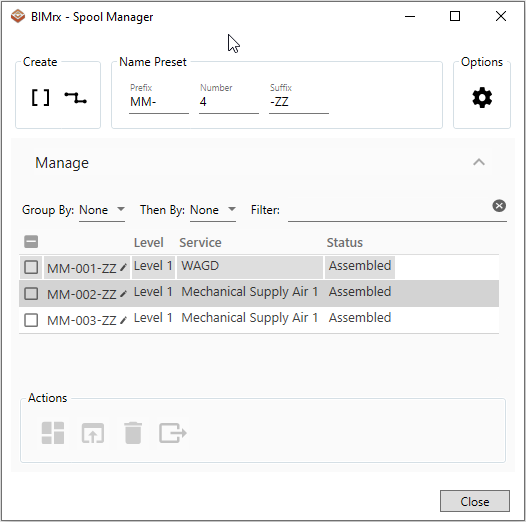 BIMrx - Spool Manager
Create
Name Preset
Options
Prefix
Number
Suffix
MM-
4
-ZZ
Manage
Group By: None
Then By: None
Filter:
Level Service Status
MM-001-ZZ Level 1 WAGD Assembled
MM-002-ZZ Level 1 Mechanical Supply Air 1 Assembled
MM-003-ZZ Level 1 Mechanical Supply Air 1 Assembled
Actions
Close